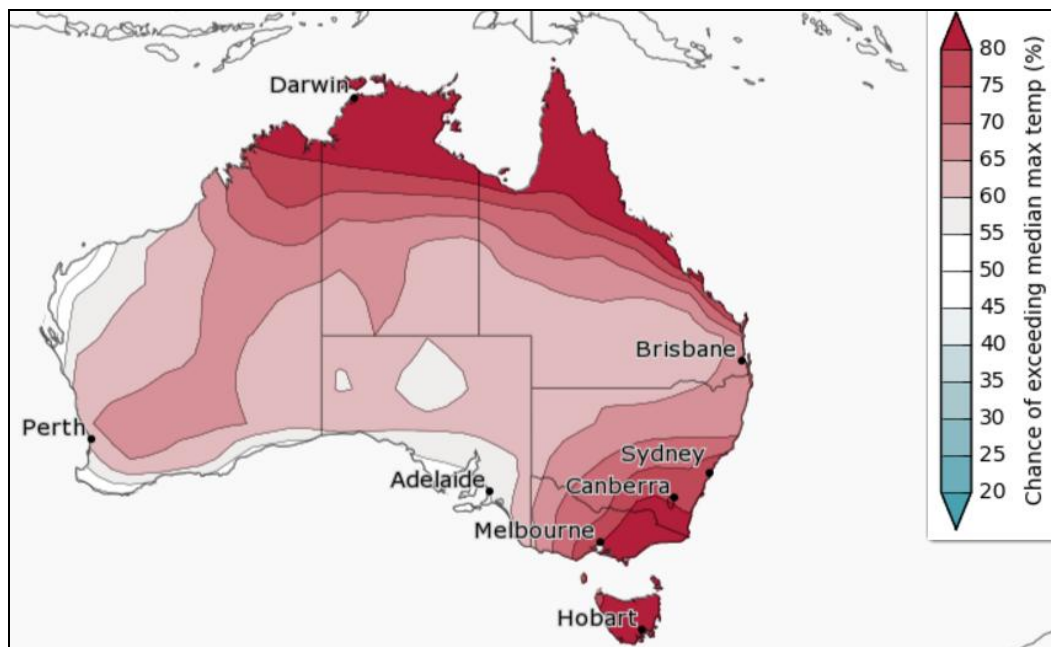 Darwin
Brisbane
Perth
Sydney
Adelaide
Canberra
Melbourne
Hobart
80
75
70
65
60
55
50
45
40
35
30
25
20
Chance of exceeding median max temp (%)